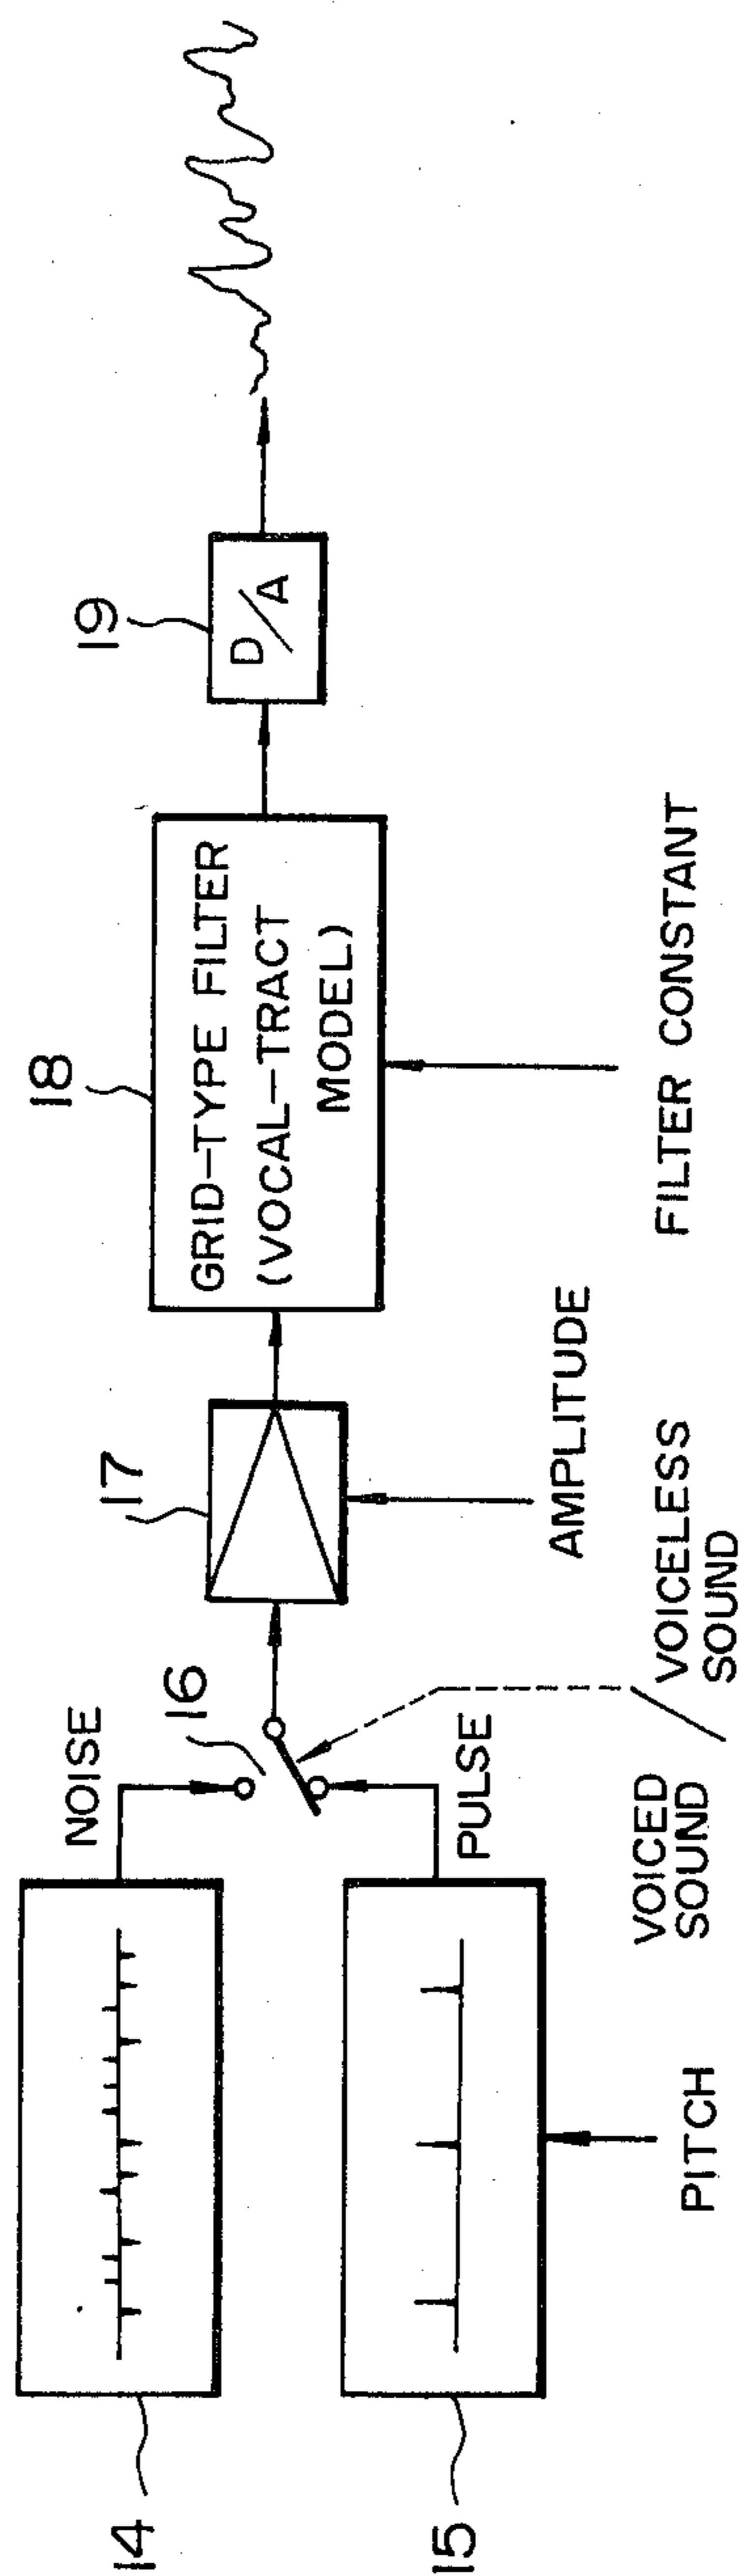 14
NOISE
16
17
18
19
GRID-TYPE FILTER
(VOCAL-TRACT
MODEL)
D/A
15
PULSE
PITCH
VOICED
SOUND
VOICELESS
SOUND
AMPLITUDE
FILTER CONSTANT